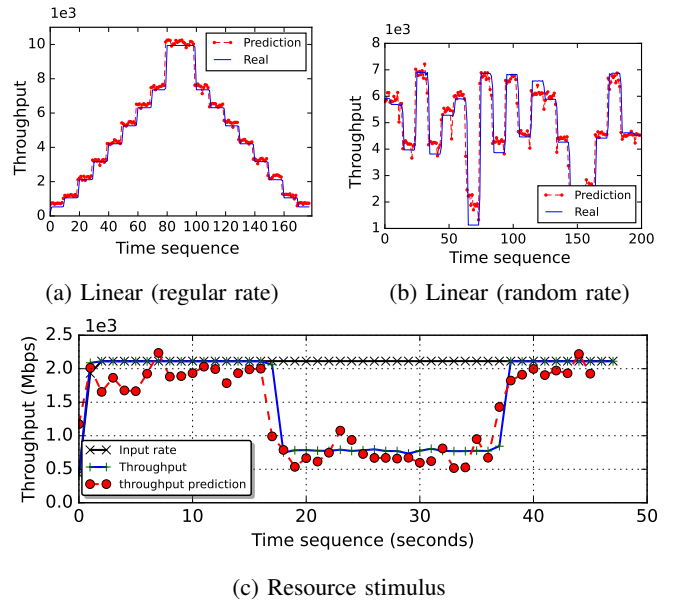 1e3
Throughput
10
8
6
4
2
0
Prediction
Real
0 20 40 60 80 100 120 140 160
Time sequence
(a) Linear (regular rate)
1e3
Throughput
8
7
6
5
4
3
2
1
Prediction
Real
0 50 100 150 200
Time sequence
(b) Linear (random rate)
1e3
Throughput (Mbps)
2.5
2.0
1.5
1.0
0.5
0.0
Input rate
Throughput
throughput prediction
0 10 20 30 40 50
Time sequence (seconds)
(c) Resource stimulus